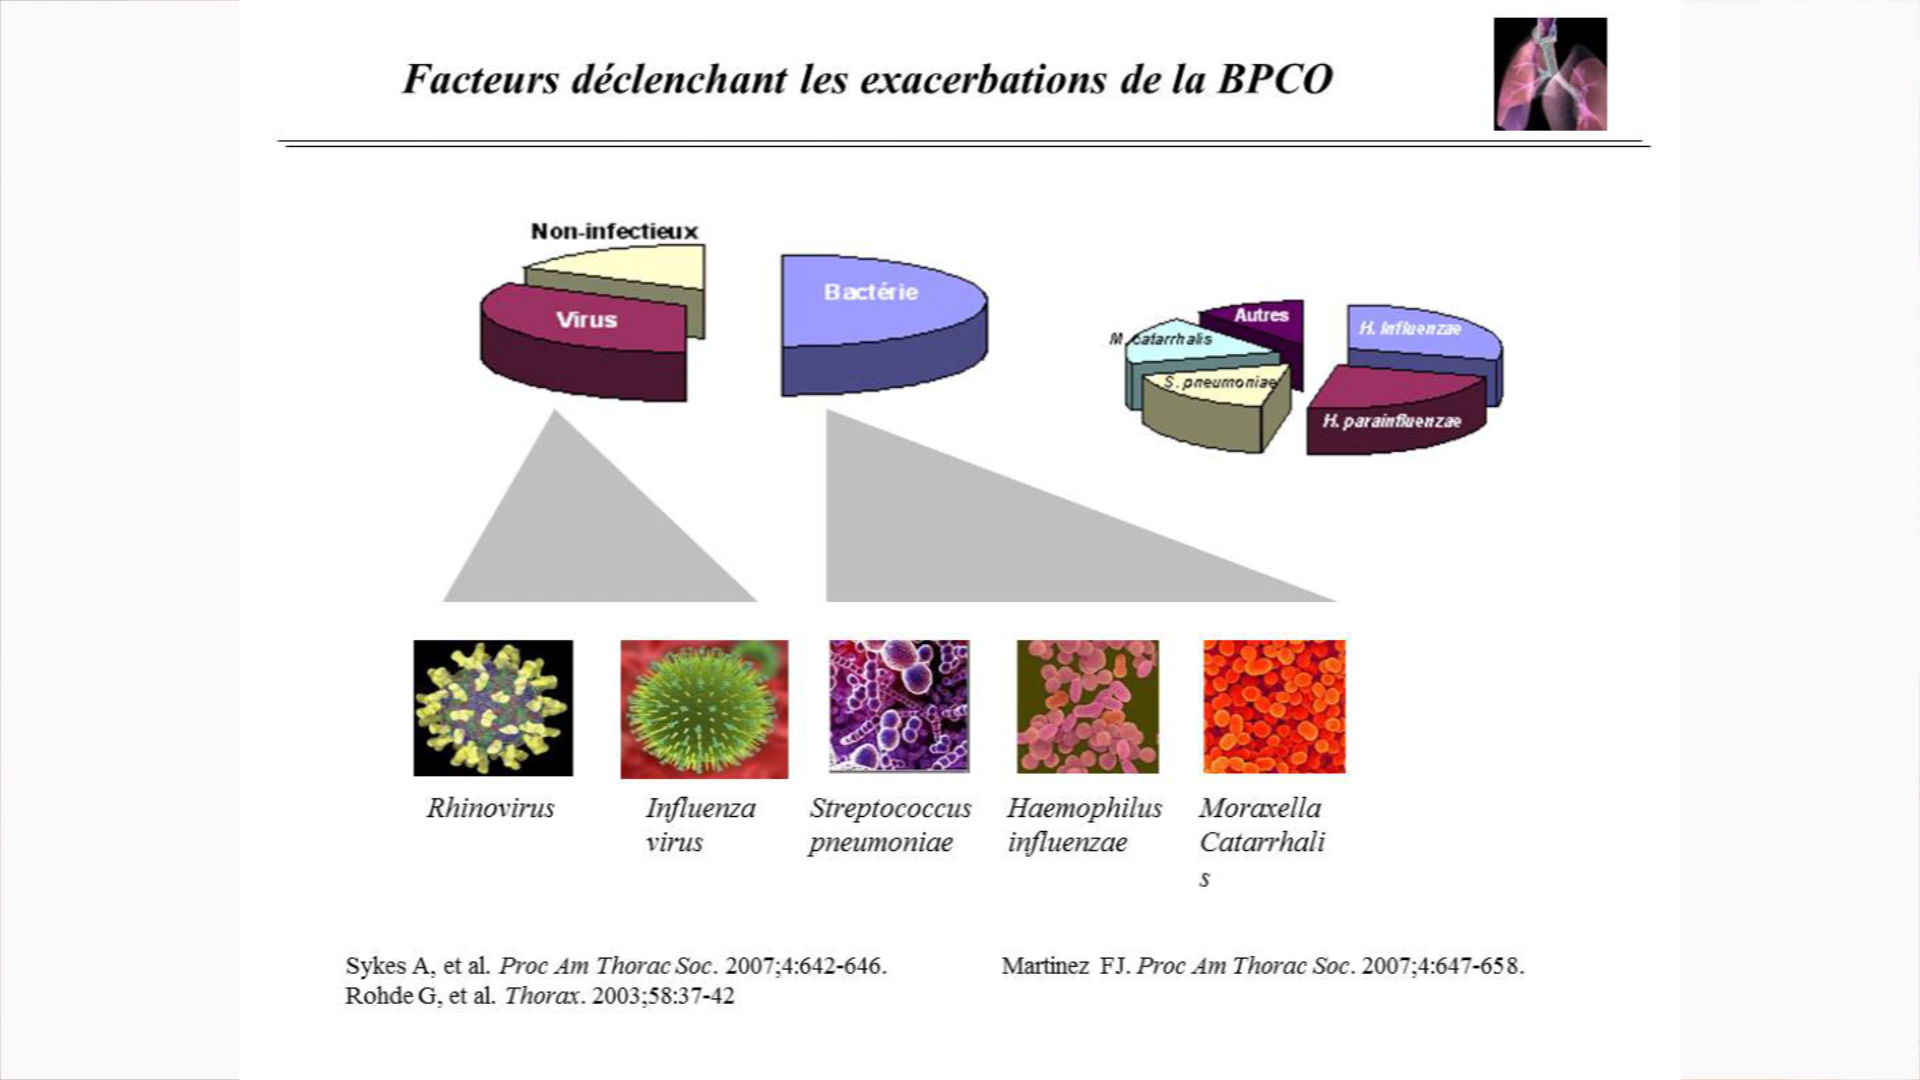 Facteurs déclenchant les exacerbations de la BPCO
Non-infectieux
Virus
Bactérie
Autres
H. Influenzae
M. catarrhalis
S. pneumoniae
H. parainfluenzae
Rhinovirus
Influenza
virus
Streptococcus
pneumoniae
Haemophilus
influenzae
Moraxella
Catarrhali
s
Sykes A, et al. Proc Am Thorac Soc. 2007;4:642-646.
Rohde G, et al. Thorax. 2003;58:37-42
Martinez FJ. Proc Am Thorac Soc. 2007;4:647-658.